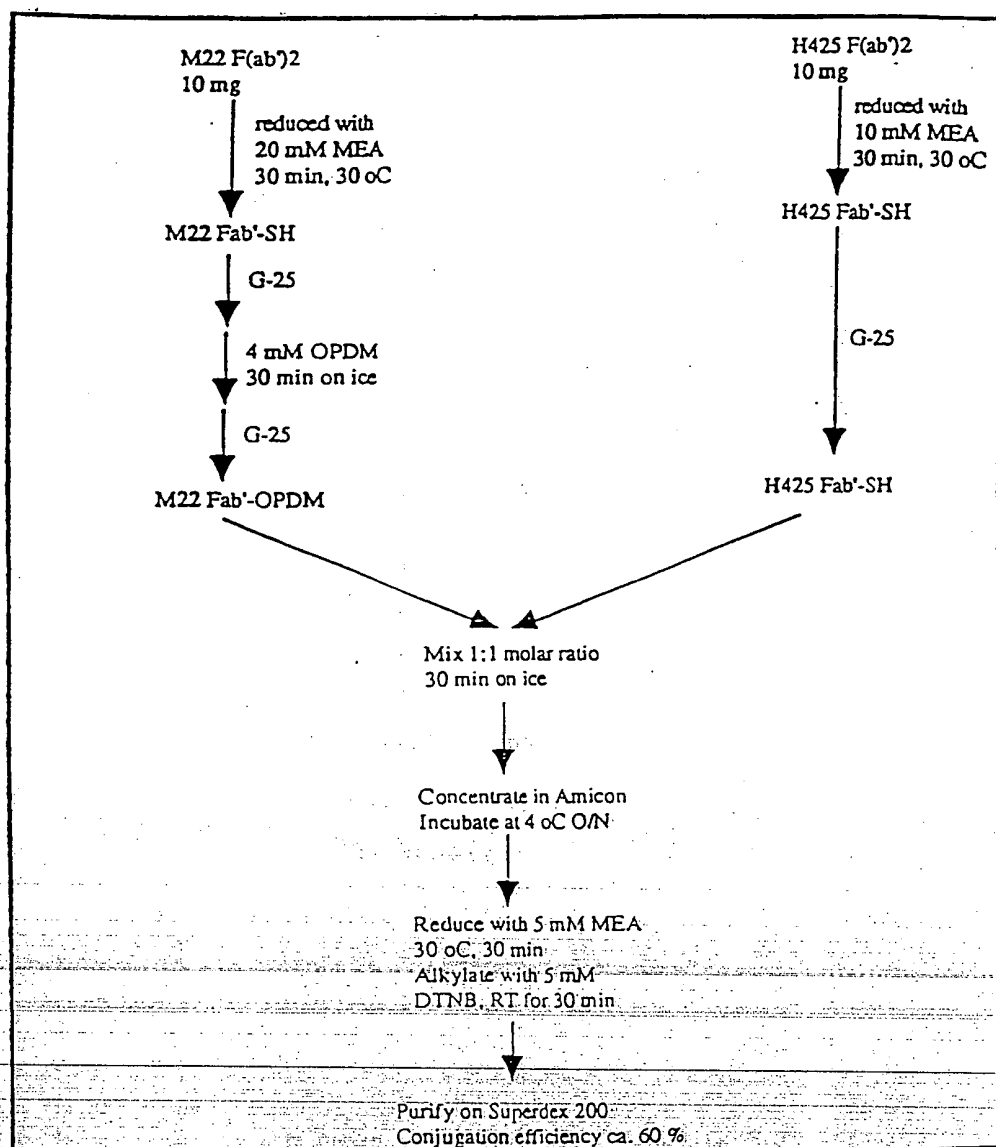 M22 F(ab')2
10 mg
reduced with
20 mM MEA
30 min, 30 oC
M22 Fab'-SH
G-25
4 mM OPDM
30 min on ice
G-25
M22 Fab'-OPDM
H425 F(ab')2
10 mg
reduced with
10 mM MEA
30 min, 30 oC
H425 Fab'-SH
G-25
H425 Fab'-SH
Mix 1:1 molar ratio
30 min on ice
Concentrate in Amicon
Incubate at 4 oC O/N
Reduce with 5 mM MEA
30 oC, 30 min
Alkylate with 5 mM
DTNB, RT for 30 min
Purify on Superdex 200
Conjugation efficiency ca. 60 %